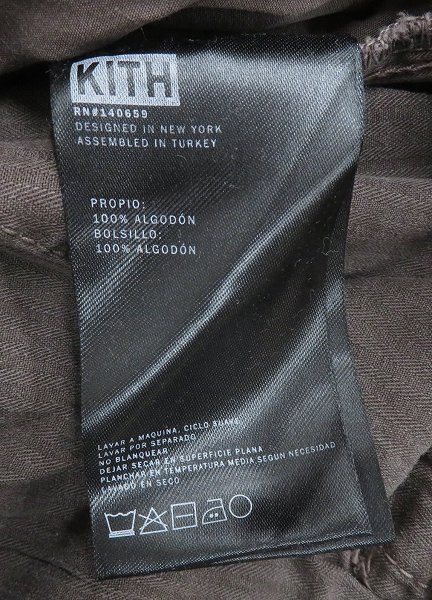 KITH
RN#140659
DESIGNED IN NEW YORK
ASSEMBLED IN TURKEY
PROPIO:
100% ALGODÓN
BOLSILLO:
100% ALGODÓN
LAVAR A MAQUINA, CICLO SUAVE
LAVAR POR SEPARADO
NO BLANQUEAR
DEJAR SECAR EN SUPERFICIE PLANA
PLANCHAR EN TEMPERATURA MEDIA SEGUN NECESIDAD
LAVADO EN SECO